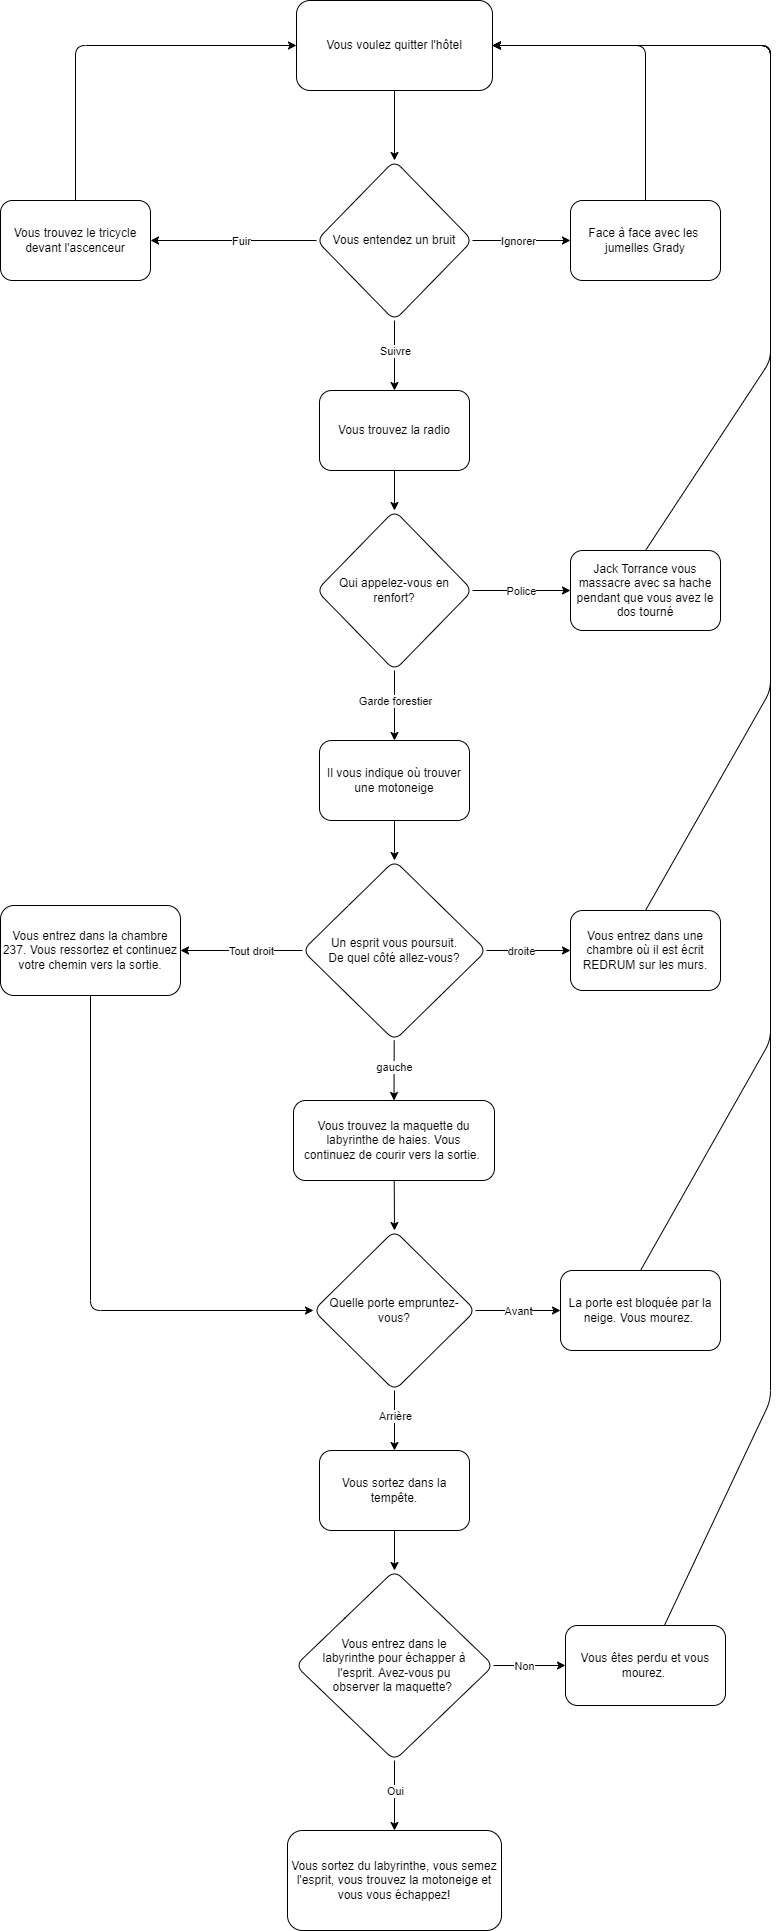 Vous voulez quitter l'hôtel
Vous trouvez le tricycle
devant l'ascenceur
Fuir
Vous entendez un bruit
Ignorer
Face à face avec les
jumelles Grady
Suivre
Vous trouvez la radio
Qui appelez-vous en
renfort?
Police
Jack Torrance vous
massacre avec sa hache
pendant que vous avez le
dos tourné
Garde forestier
Il vous indique où trouver
une motoneige
Vous entrez dans la chambre
237. Vous ressortez et continuez
votre chemin vers la sortie.
Tout droit
Un esprit vous poursuit.
De quel côté allez-vous?
droite
Vous entrez dans une
chambre où il est écrit
REDRUM sur les murs.
gauche
Vous trouvez la maquette du
labyrinthe de haies. Vous
continuez de courir vers la sortie.
Quelle porte empruntez-
vous?
Avant
La porte est bloquée par la
neige. Vous mourez.
Arrière
Vous sortez dans la
tempête.
Vous entrez dans le
labyrinthe pour échapper à
l'esprit. Avez-vous pu
observer la maquette?
Non
Vous êtes perdu et vous
mourez.
Oui
Vous sortez du labyrinthe, vous semez
l'esprit, vous trouvez la motoneige et
vous vous échappez!